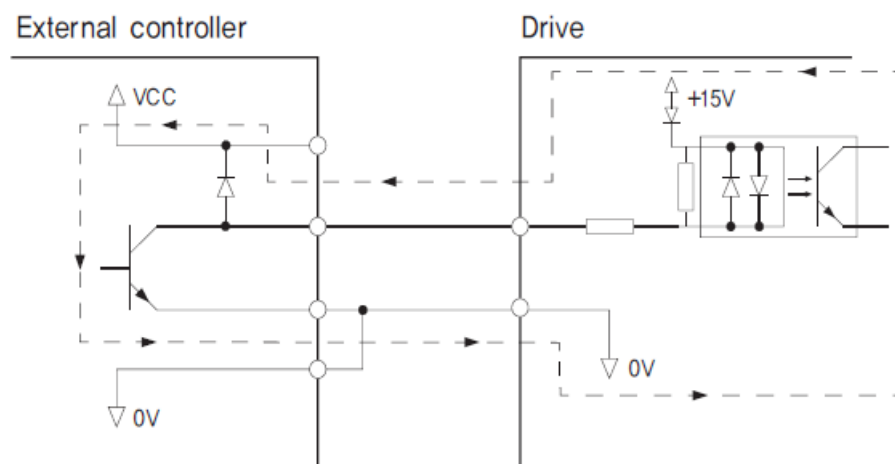 External controller
Drive
VCC
+15V
0V
0V